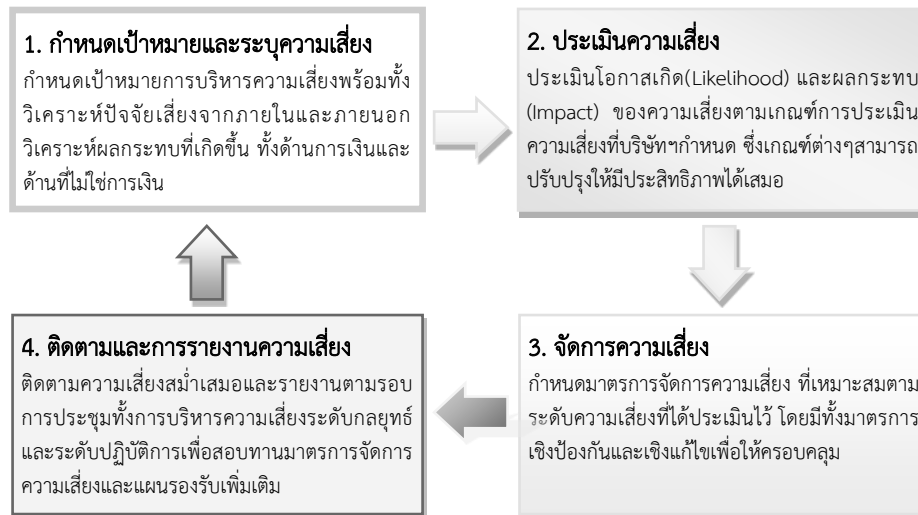 1. กำหนดเป้าหมายและระบุความเสี่ยง
กำหนดเป้าหมายการบริหารความเสี่ยงพร้อมทั้ง
วิเคราะห์ปัจจัยเสี่ยงจากภายในและภายนอก
วิเคราะห์ผลกระทบที่เกิดขึ้น ทั้งด้านการเงินและ
ด้านที่ไม่ใช่การเงิน
2. ประเมินความเสี่ยง
ประเมินโอกาสเกิด(Likelihood) และผลกระทบ
(Impact) ของความเสี่ยงตามเกณฑ์การประเมิน
ความเสี่ยงที่บริษัทฯกำหนด ซึ่งเกณฑ์ต่างๆสามารถ
ปรับปรุงให้มีประสิทธิภาพได้เสมอ
3. จัดการความเสี่ยง
กำหนดมาตรการจัดการความเสี่ยง ที่เหมาะสมตาม
ระดับความเสี่ยงที่ได้ประเมินไว้ โดยมีทั้งมาตรการ
เชิงป้องกันและเชิงแก้ไขเพื่อให้ครอบคลุม
4. ติดตามและการรายงานความเสี่ยง
ติดตามความเสี่ยงสม่ำเสมอและรายงานตามรอบ
การประชุมทั้งการบริหารความเสี่ยงระดับกลยุทธ์
และระดับปฏิบัติการเพื่อสอบทานมาตรการจัดการ
ความเสี่ยงและแผนรองรับเพิ่มเติม